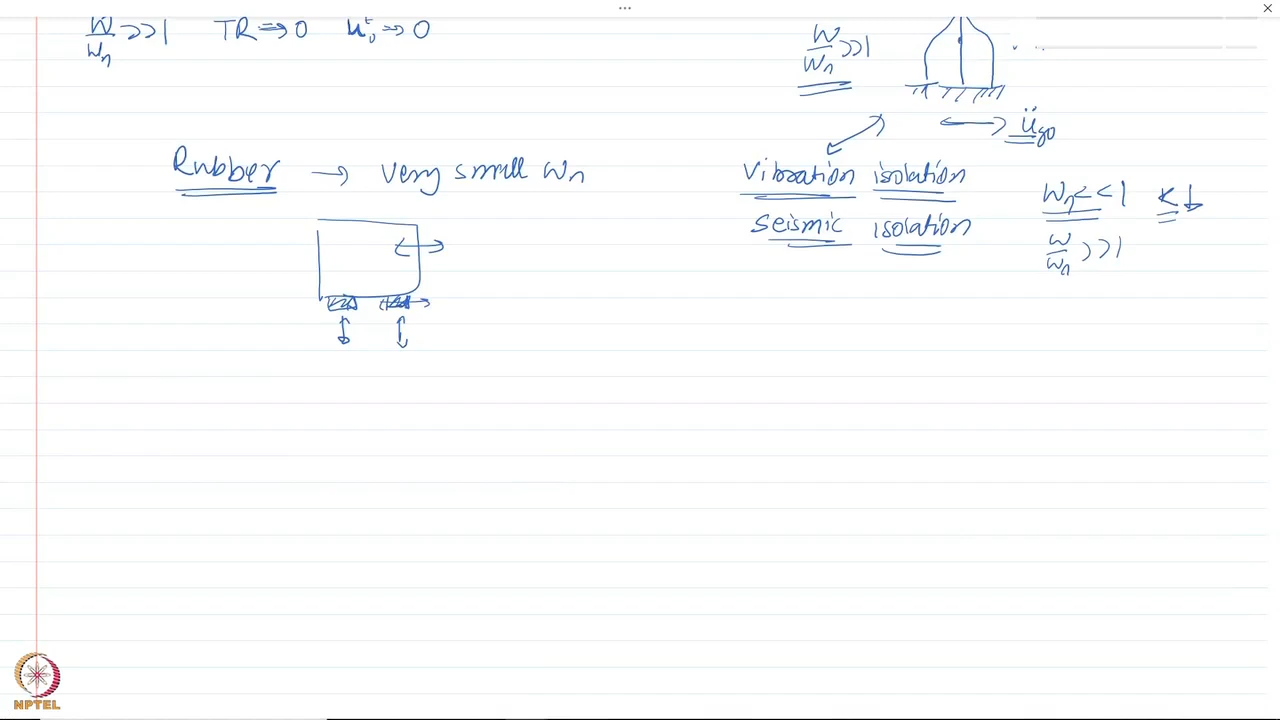 ω/ωn >>1 TR ⇒ 0 u₀ᵗ → 0
ω/ωn >>1
ü_go
Rubber → very small ωn
vibration isolation
seismic isolation
ωn << 1 K↓
ω/ωn >>1
NPTEL